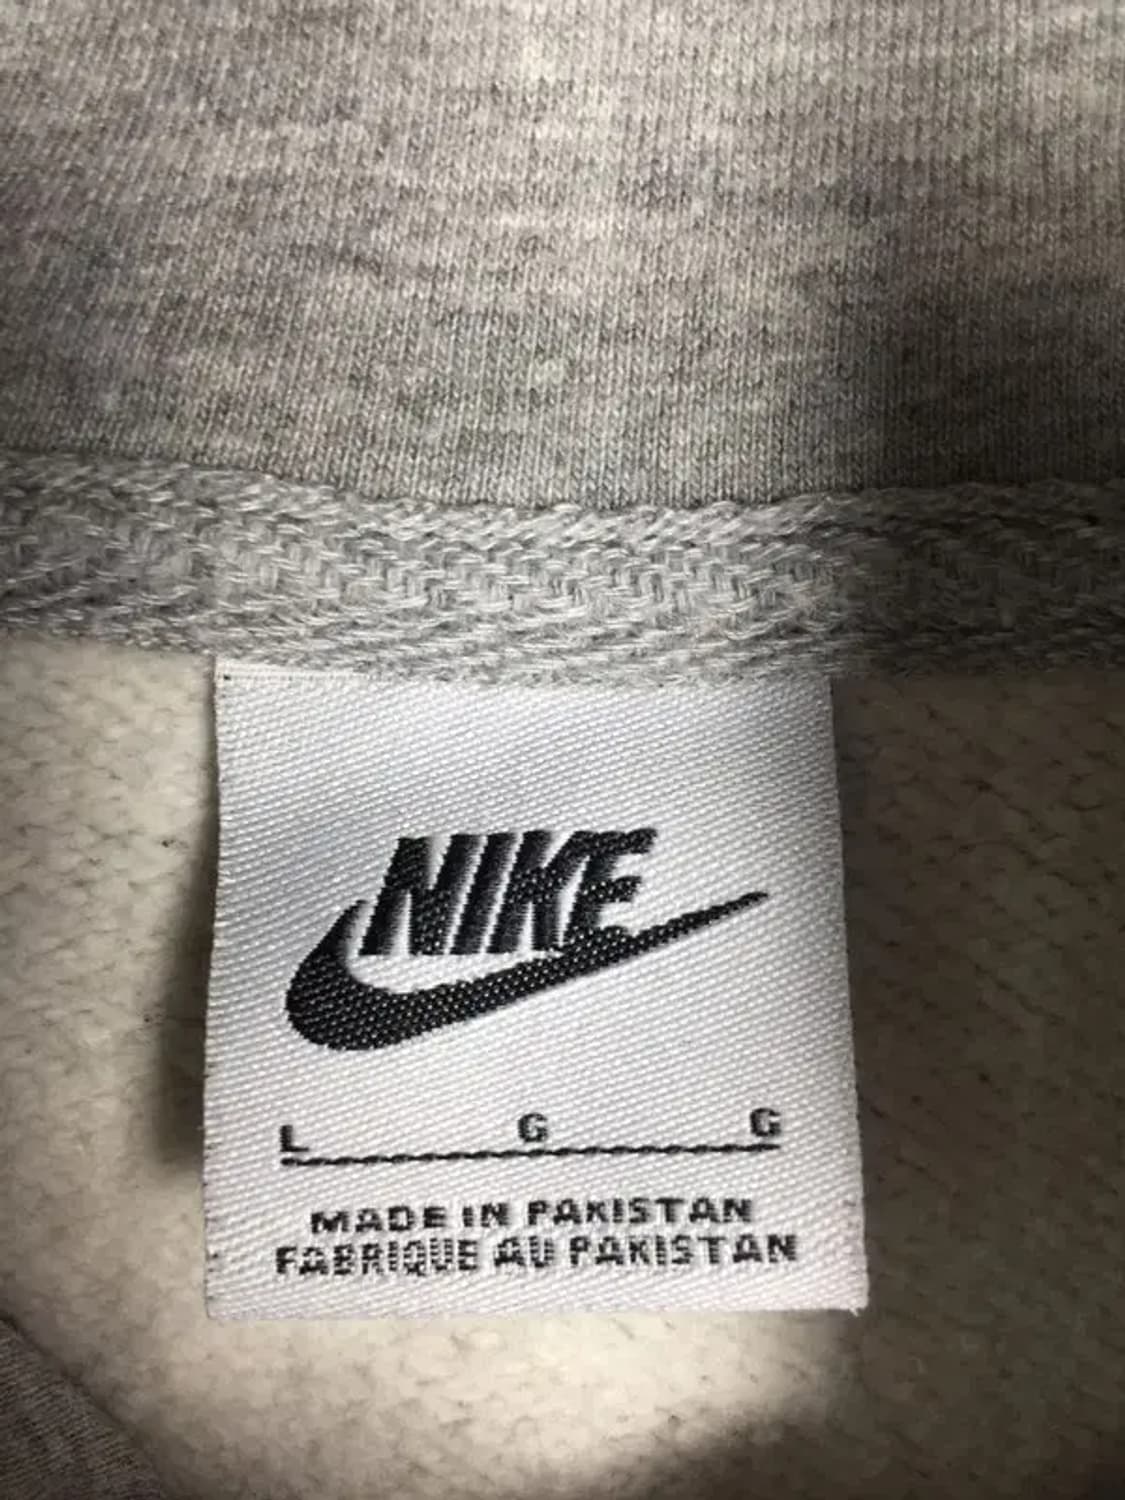 NIKE
L G G
MADE IN PAKISTAN
FABRIQUE AU PAKISTAN